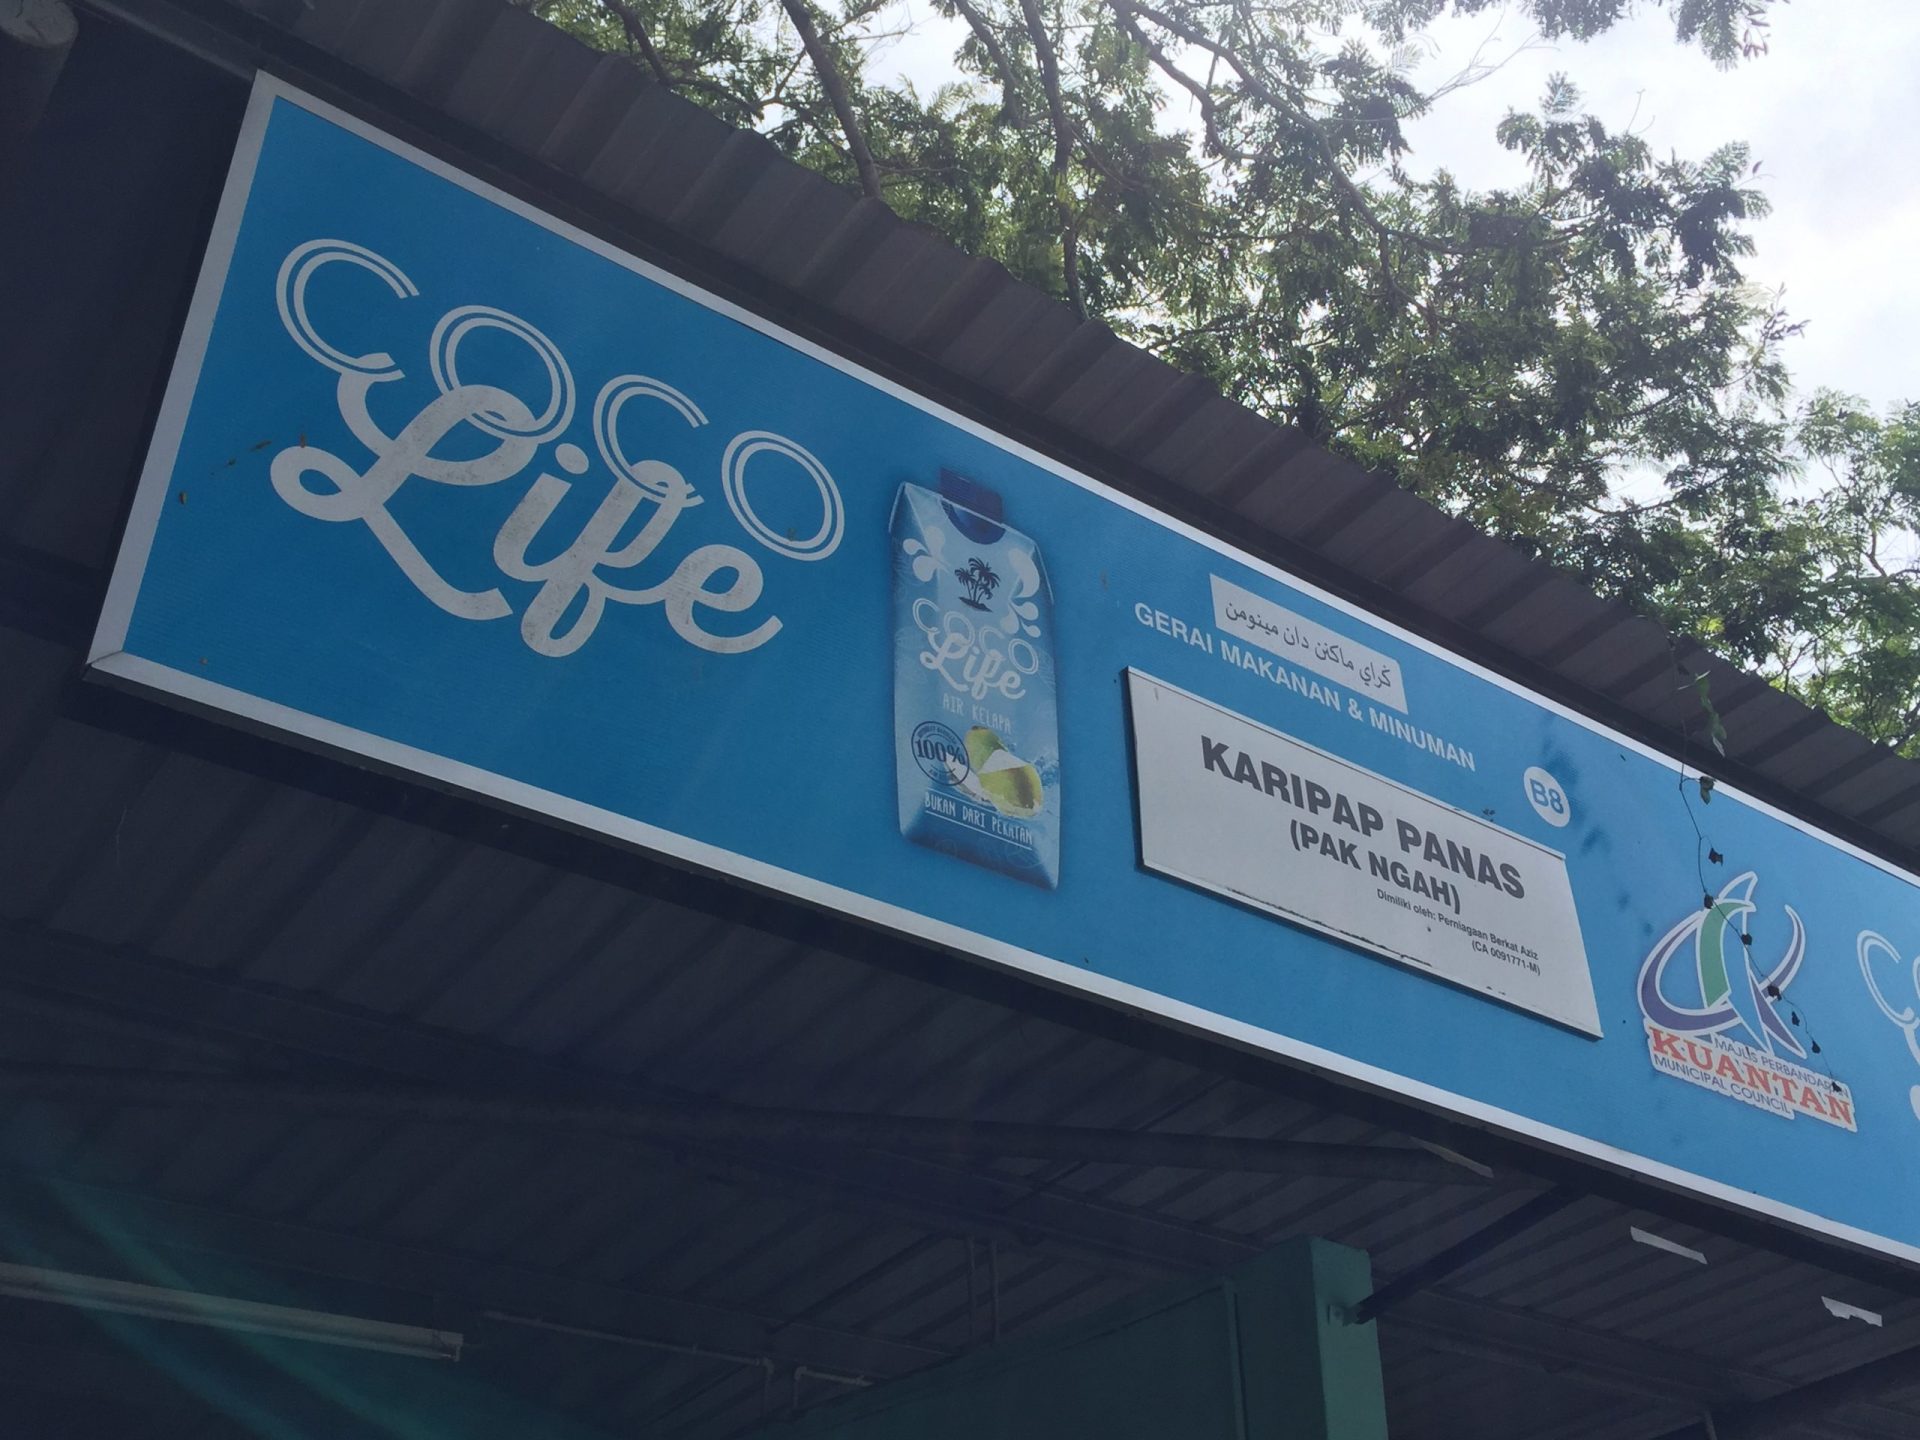 COCO
Life
COCO
Life
AIR KELAPA
100%
BUKAN DARI PEKATAN
ݢراي ماکنن دان مينومن
GERAI MAKANAN & MINUMAN
B8
KARIPAP PANAS
(PAK NGAH)
Dimiliki oleh: Perniagaan Berkat Aziz
(CA 0091771-M)
MAJLIS PERBANDARAN
KUANTAN
MUNICIPAL COUNCIL